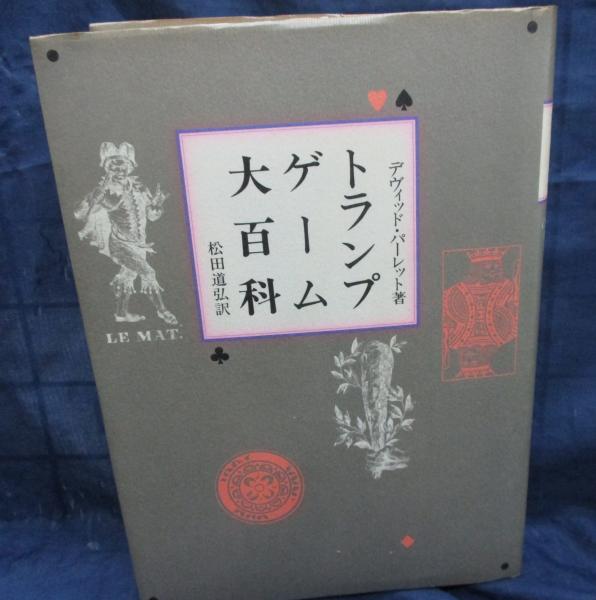 デヴィッド・パーレット著
トランプ
ゲーム
大百科
松田道弘訳
LE MAT.